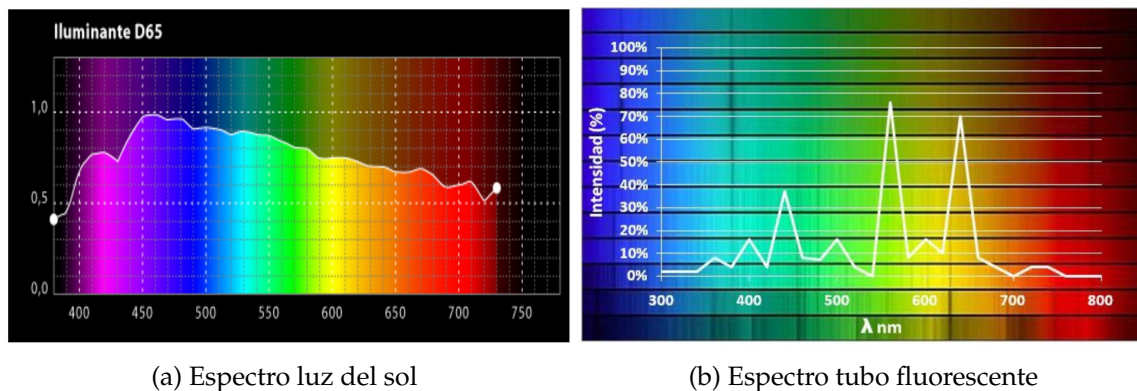 Iluminante D65
1,0
0,5
0,0
400 450 500 550 600 650 700 750
(a) Espectro luz del sol
Intensidad (%)
100%
90%
80%
70%
60%
50%
40%
30%
20%
10%
0%
300 400 500 600 700 800
λ nm
(b) Espectro tubo fluorescente